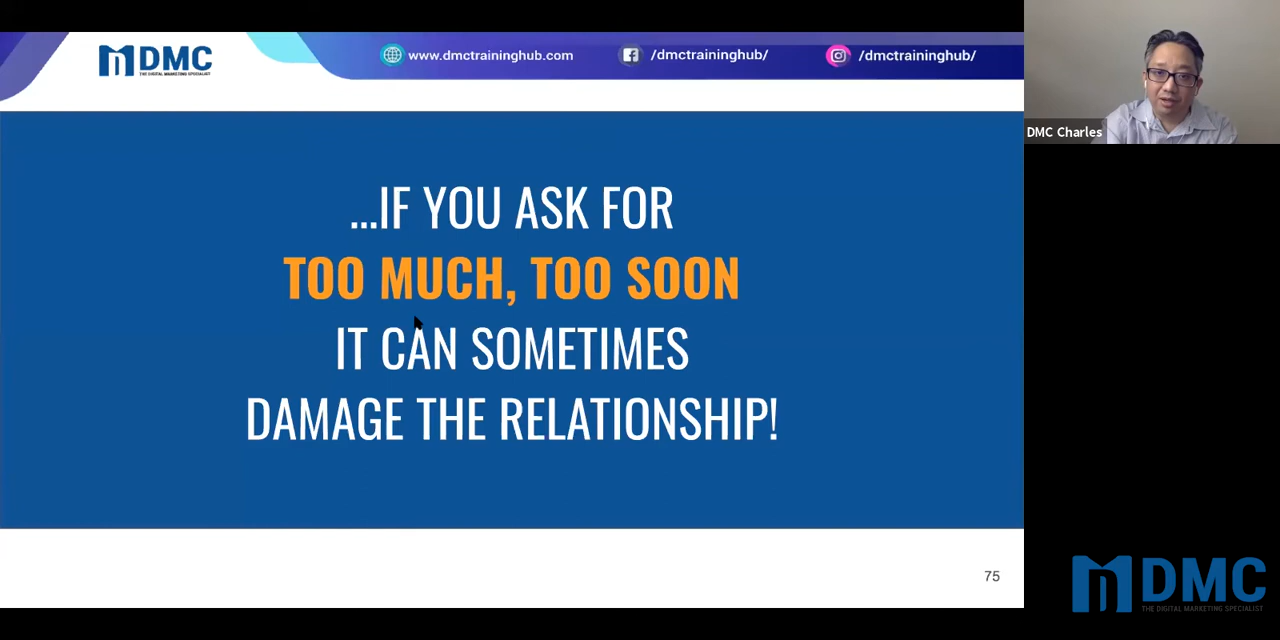 DMC
THE DIGITAL MARKETING SPECIALIST
www.dmctraininghub.com
/dmctraininghub/
/dmctraininghub/
DMC Charles
...IF YOU ASK FOR
TOO MUCH, TOO SOON
IT CAN SOMETIMES
DAMAGE THE RELATIONSHIP!
75
DMC
THE DIGITAL MARKETING SPECIALIST